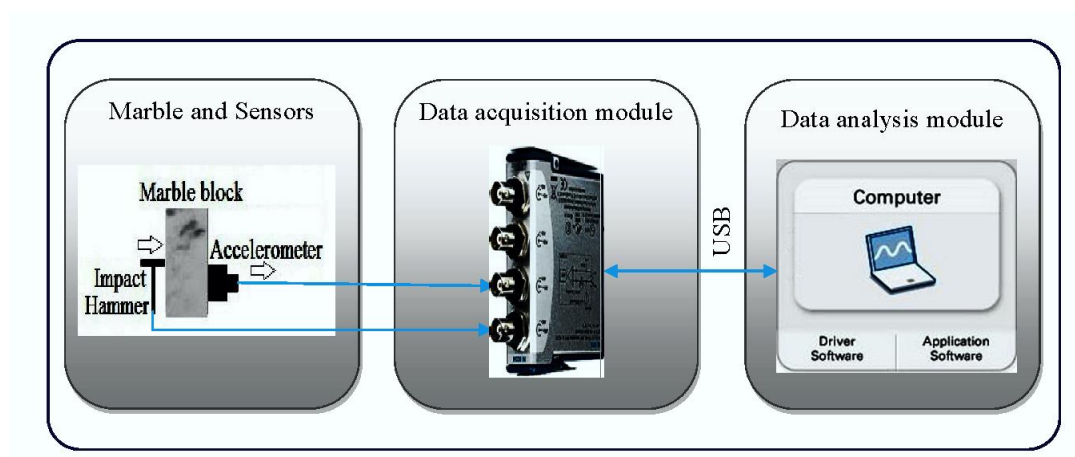 Marble and Sensors
Marble block
Accelerometer
Impact
Hammer
Data acquisition module
USB
Data analysis module
Computer
Driver
Software
Application
Software